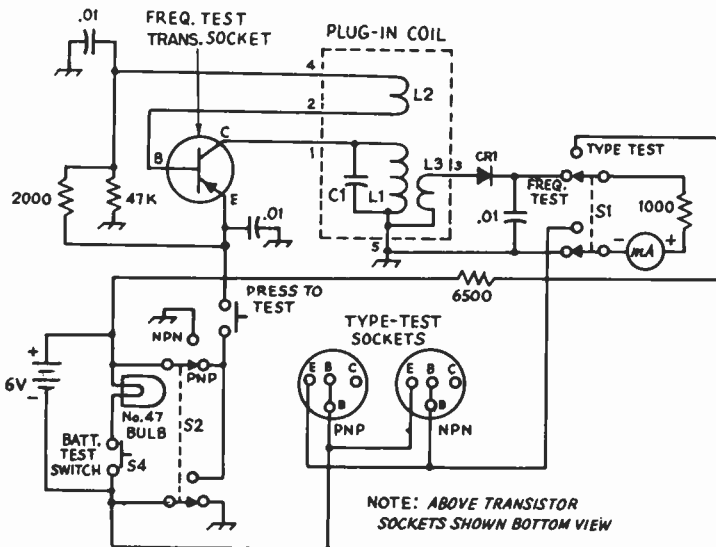 .01
FREQ. TEST
TRANS. SOCKET
PLUG-IN COIL
4
L2
2
C
1
B
E
L3
3
CR1
C1
L1
5
TYPE TEST
FREQ.
TEST
S1
.01
1000
- mA +
2000
47K
.01
PRESS TO
TEST
6500
NPN
PNP
TYPE-TEST
SOCKETS
+
6V
-
No. 47
BULB
BATT.
TEST
SWITCH
S4
S2
E B C
B
PNP
E B C
B
NPN
NOTE: ABOVE TRANSISTOR
SOCKETS SHOWN BOTTOM VIEW